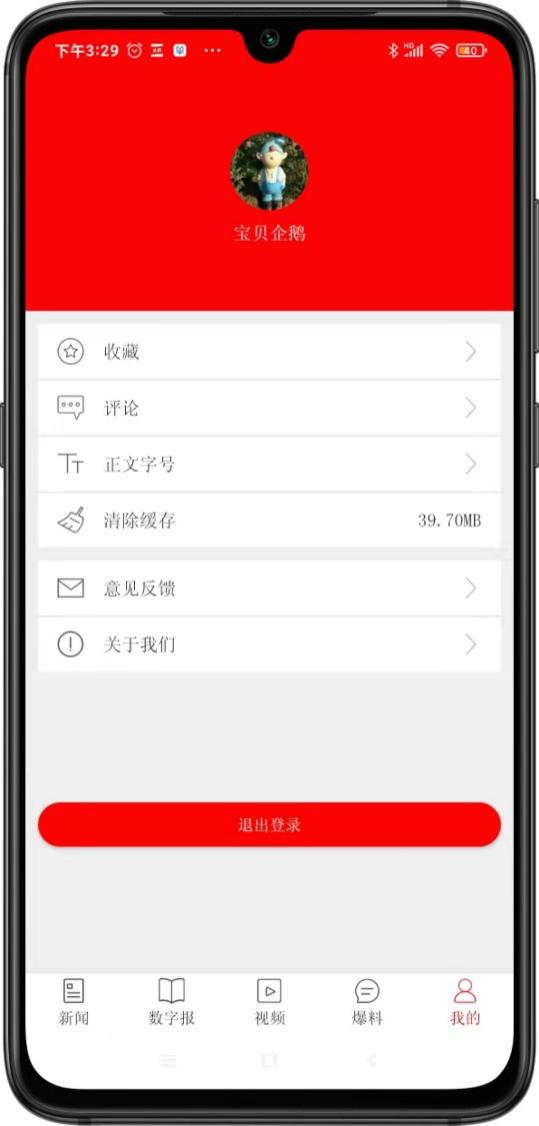 下午3:29
HD
40
宝贝企鹅
收藏
评论
正文字号
清除缓存 39.70MB
意见反馈
关于我们
退出登录
新闻 数字报 视频 爆料 我的